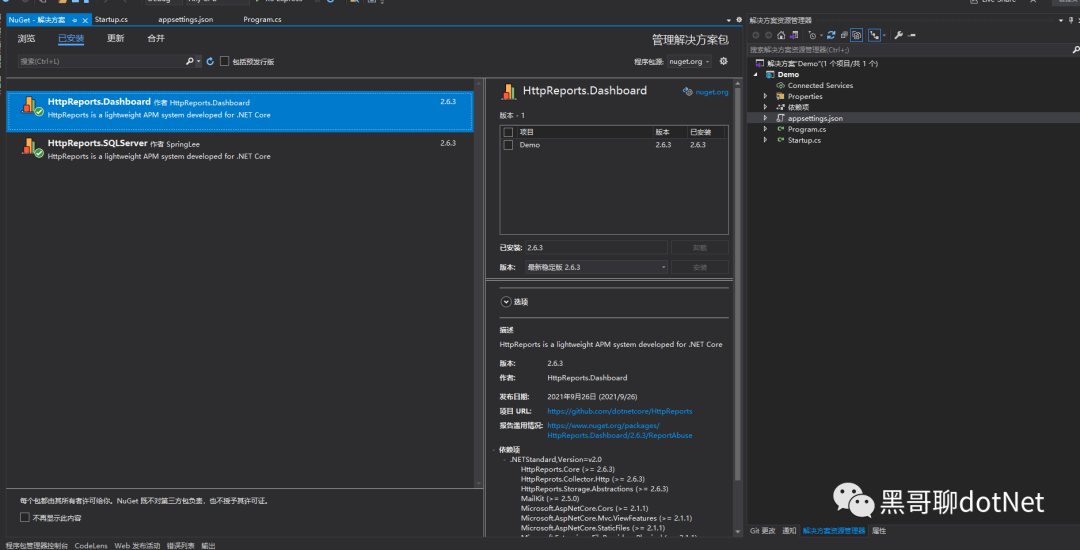 Live Share
NuGet - 解决方案
Startup.cs
appsettings.json
Program.cs
浏览
已安装
更新
合并
管理解决方案包
搜索(Ctrl+L)
包括预发行版
程序包源:
nuget.org
HttpReports.Dashboard 作者 HttpReports.Dashboard
2.6.3
HttpReports is a lightweight APM system developed for .NET Core
HttpReports.SQLServer 作者 SpringLee
2.6.3
HttpReports is a lightweight APM system developed for .NET Core
每个包都由其所有者许可给你。NuGet 既不对第三方包负责，也不授予其许可证。
不再显示此内容
HttpReports.Dashboard
nuget.org
版本 - 1
项目 版本 已安装
Demo 2.6.3 2.6.3
已安装: 2.6.3 卸载
版本: 最新稳定版 2.6.3 安装
选项
描述
HttpReports is a lightweight APM system developed for .NET Core
版本: 2.6.3
作者: HttpReports.Dashboard
发布日期: 2021年9月26日 (2021/9/26)
项目 URL: https://github.com/dotnetcore/HttpReports
报告滥用情况: https://www.nuget.org/packages/
HttpReports.Dashboard/2.6.3/ReportAbuse
依赖项
.NETStandard,Version=v2.0
HttpReports.Core (>= 2.6.3)
HttpReprots.Collector.Http (>= 2.6.3)
HttpReports.Storage.Abstractions (>= 2.6.3)
MailKit (>= 2.5.0)
Microsoft.AspNetCore.Cors (>= 2.1.1)
Microsoft.AspNetCore.Mvc.ViewFeatures (>= 2.1.1)
Microsoft.AspNetCore.StaticFiles (>= 2.1.1)
解决方案资源管理器
搜索解决方案资源管理器(Ctrl+;)
解决方案"Demo"(1 个项目/共 1 个)
Demo
Connected Services
Properties
依赖项
appsettings.json
Program.cs
Startup.cs
黑哥聊dotNet
Git 更改
通知
解决方案资源管理器
属性
程序包管理器控制台
CodeLens
Web 发布活动
错误列表
输出